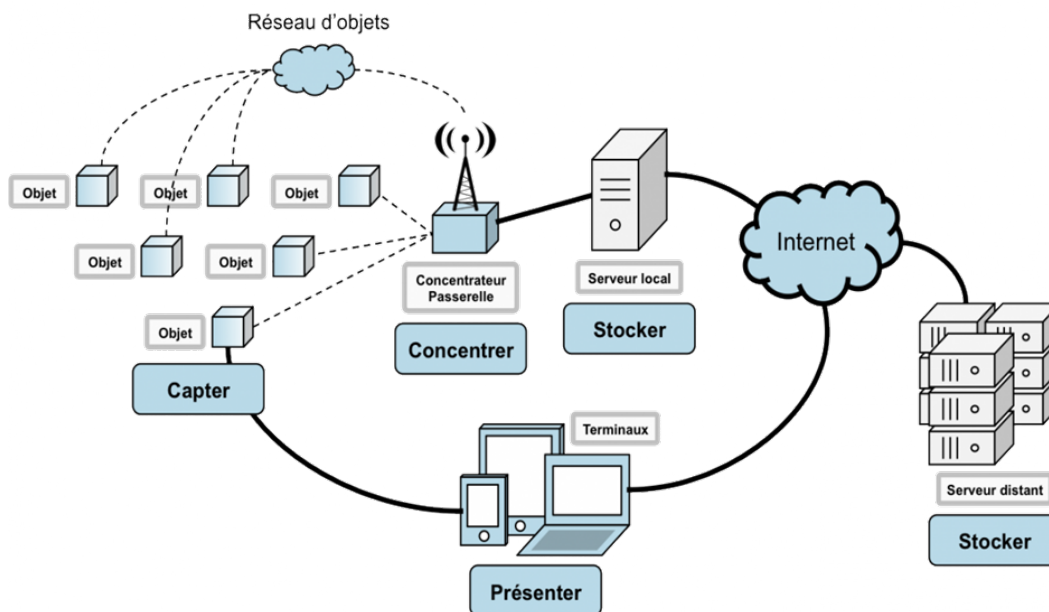 Réseau d'objets
Objet
Objet
Objet
Objet
Objet
Objet
Concentrateur
Passerelle
Concentrer
Serveur local
Stocker
Internet
Capter
Terminaux
Présenter
Serveur distant
Stocker